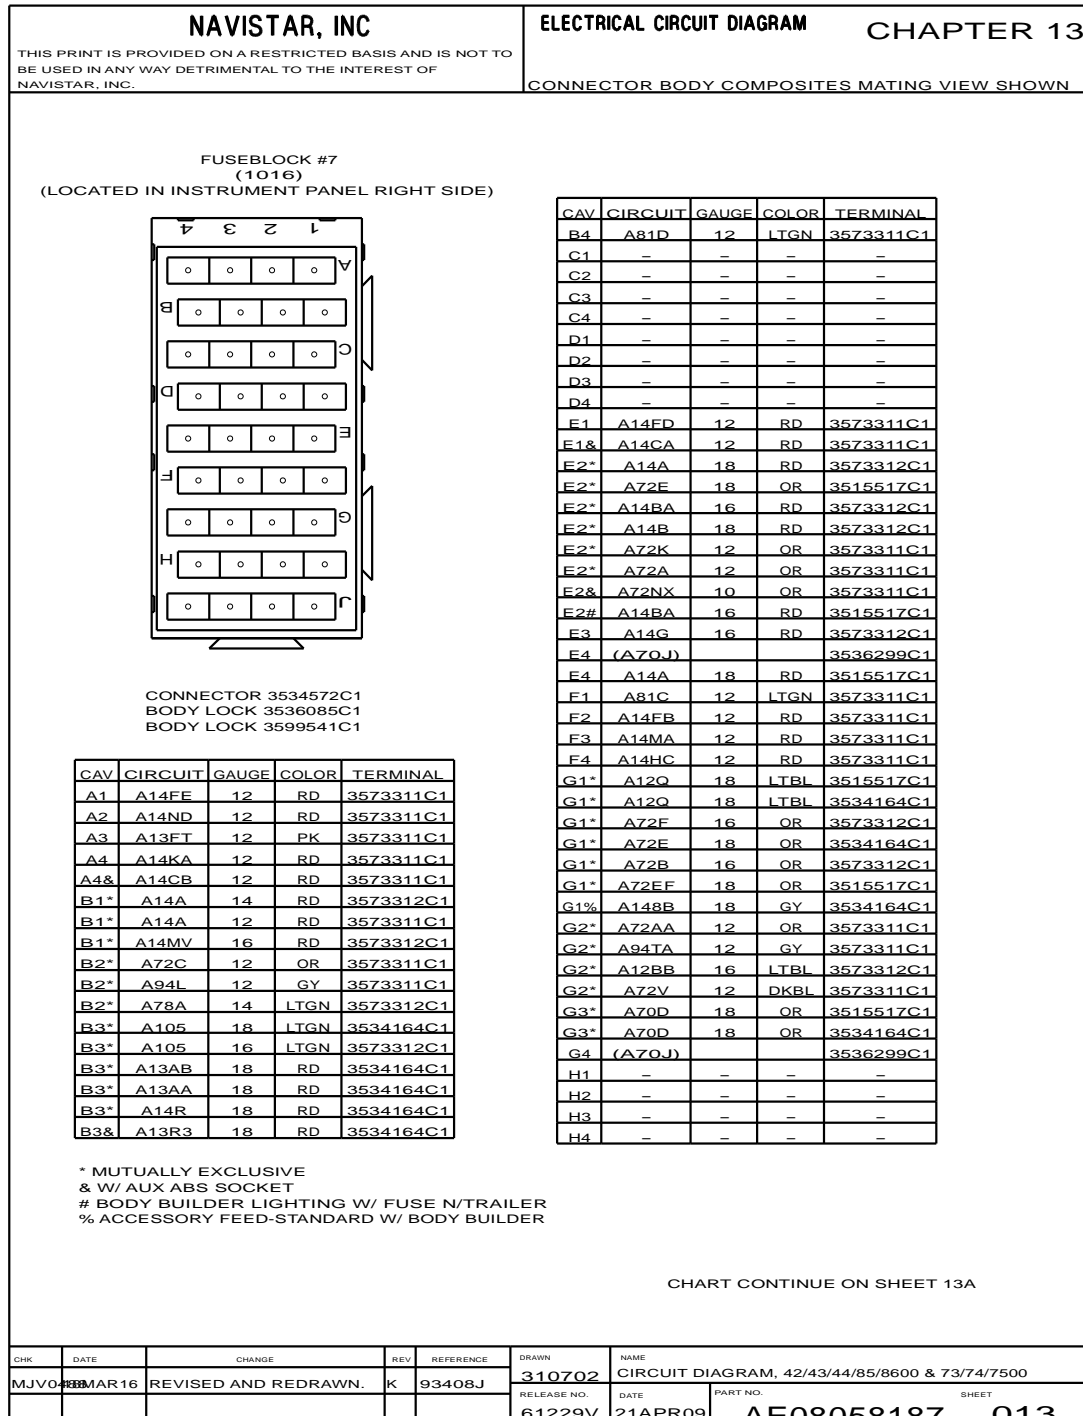 NAVISTAR, INC
THIS PRINT IS PROVIDED ON A RESTRICTED BASIS AND IS NOT TO
BE USED IN ANY WAY DETRIMENTAL TO THE INTEREST OF
NAVISTAR, INC.
ELECTRICAL CIRCUIT DIAGRAM
CHAPTER 13
CONNECTOR BODY COMPOSITES MATING VIEW SHOWN
FUSEBLOCK #7
(1016)
(LOCATED IN INSTRUMENT PANEL RIGHT SIDE)
4 3 2 1
A
B
C
D
E
F
G
H
J
CONNECTOR 3534572C1
BODY LOCK 3536085C1
BODY LOCK 3599541C1
CAV CIRCUIT GAUGE COLOR TERMINAL
A1 A14FE 12 RD 3573311C1
A2 A14ND 12 RD 3573311C1
A3 A13FT 12 PK 3573311C1
A4 A14KA 12 RD 3573311C1
A4& A14CB 12 RD 3573311C1
B1* A14A 14 RD 3573312C1
B1* A14A 12 RD 3573311C1
B1* A14MV 16 RD 3573312C1
B2* A72C 12 OR 3573311C1
B2* A94L 12 GY 3573311C1
B2* A78A 14 LTGN 3573312C1
B3* A105 18 LTGN 3534164C1
B3* A105 16 LTGN 3573312C1
B3* A13AB 18 RD 3534164C1
B3* A13AA 18 RD 3534164C1
B3* A14R 18 RD 3534164C1
B3& A13R3 18 RD 3534164C1
CAV CIRCUIT GAUGE COLOR TERMINAL
B4 A81D 12 LTGN 3573311C1
C1 – – – –
C2 – – – –
C3 – – – –
C4 – – – –
D1 – – – –
D2 – – – –
D3 – – – –
D4 – – – –
E1 A14FD 12 RD 3573311C1
E1& A14CA 12 RD 3573311C1
E2* A14A 18 RD 3573312C1
E2* A72E 18 OR 3515517C1
E2* A14BA 16 RD 3573312C1
E2* A14B 18 RD 3573312C1
E2* A72K 12 OR 3573311C1
E2* A72A 12 OR 3573311C1
E2& A72NX 10 OR 3573311C1
E2# A14BA 16 RD 3515517C1
E3 A14G 16 RD 3573312C1
E4 (A70J) 3536299C1
E4 A14A 18 RD 3515517C1
F1 A81C 12 LTGN 3573311C1
F2 A14FB 12 RD 3573311C1
F3 A14MA 12 RD 3573311C1
F4 A14HC 12 RD 3573311C1
G1* A12Q 18 LTBL 3515517C1
G1* A12Q 18 LTBL 3534164C1
G1* A72F 16 OR 3573312C1
G1* A72E 18 OR 3534164C1
G1* A72B 16 OR 3573312C1
G1* A72EF 18 OR 3515517C1
G1% A148B 18 GY 3534164C1
G2* A72AA 12 OR 3573311C1
G2* A94TA 12 GY 3573311C1
G2* A12BB 16 LTBL 3573312C1
G2* A72V 12 DKBL 3573311C1
G3* A70D 18 OR 3515517C1
G3* A70D 18 OR 3534164C1
G4 (A70J) 3536299C1
H1 – – – –
H2 – – – –
H3 – – – –
H4 – – – –
* MUTUALLY EXCLUSIVE
& W/ AUX ABS SOCKET
# BODY BUILDER LIGHTING W/ FUSE N/TRAILER
% ACCESSORY FEED-STANDARD W/ BODY BUILDER
CHART CONTINUE ON SHEET 13A
CHK DATE CHANGE REV REFERENCE
REVISED AND REDRAWN. K 93408J
DRAWN
310702
NAME
CIRCUIT DIAGRAM, 42/43/44/85/8600 & 73/74/7500
RELEASE NO.
61229V
DATE
21APR09
PART NO.
AE08058187
SHEET
013